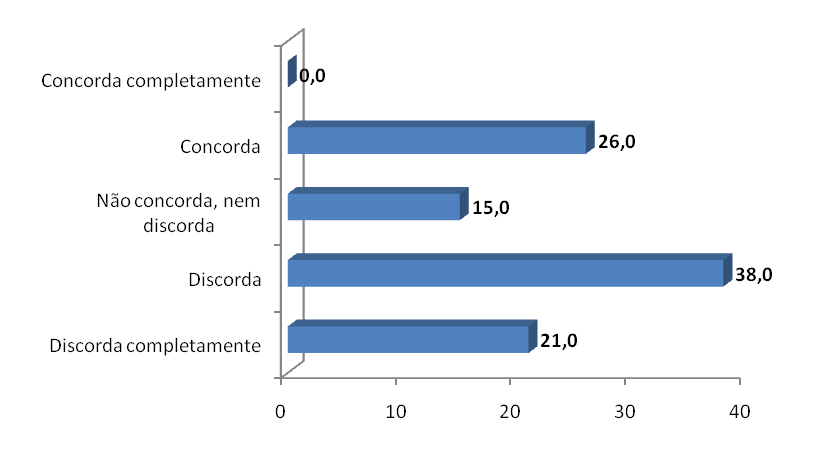 Concorda completamente
0,0
Concorda
26,0
Não concorda, nem
discorda
15,0
Discorda
38,0
Discorda completamente
21,0
0 10 20 30 40